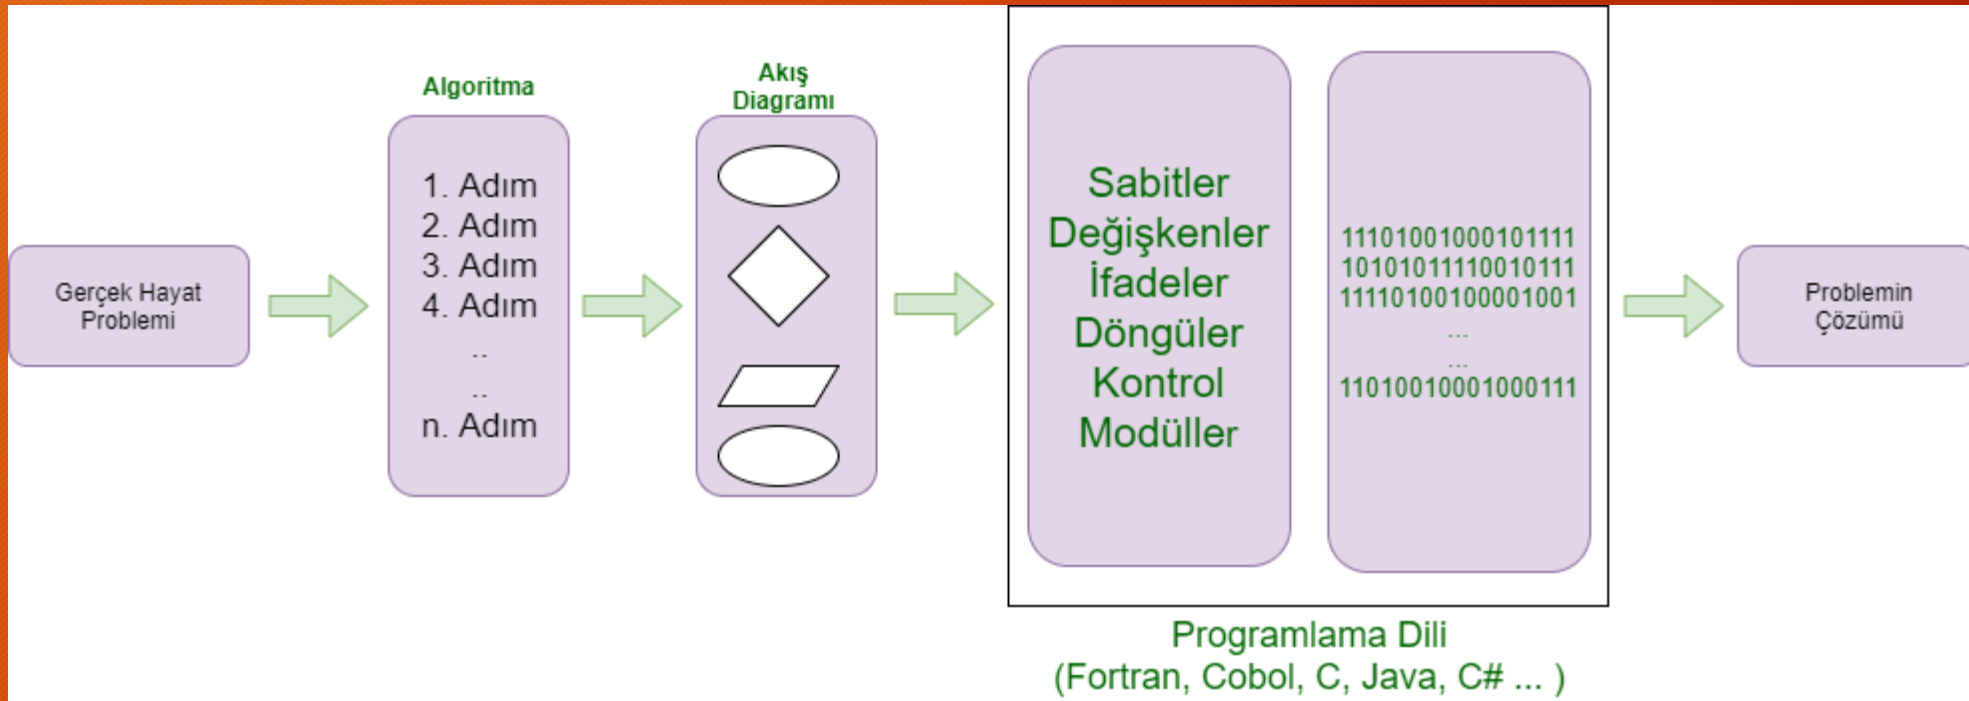 Gerçek Hayat
Problemi
Algoritma
1. Adım
2. Adım
3. Adım
4. Adım
..
..
n. Adım
Akış
Diagramı
Sabitler
Değişkenler
İfadeler
Döngüler
Kontrol
Modüller
11101001000101111
10101011110010111
11110100100001001
...
...
11010010001000111
Programlama Dili
(Fortran, Cobol, C, Java, C# ... )
Problemin
Çözümü